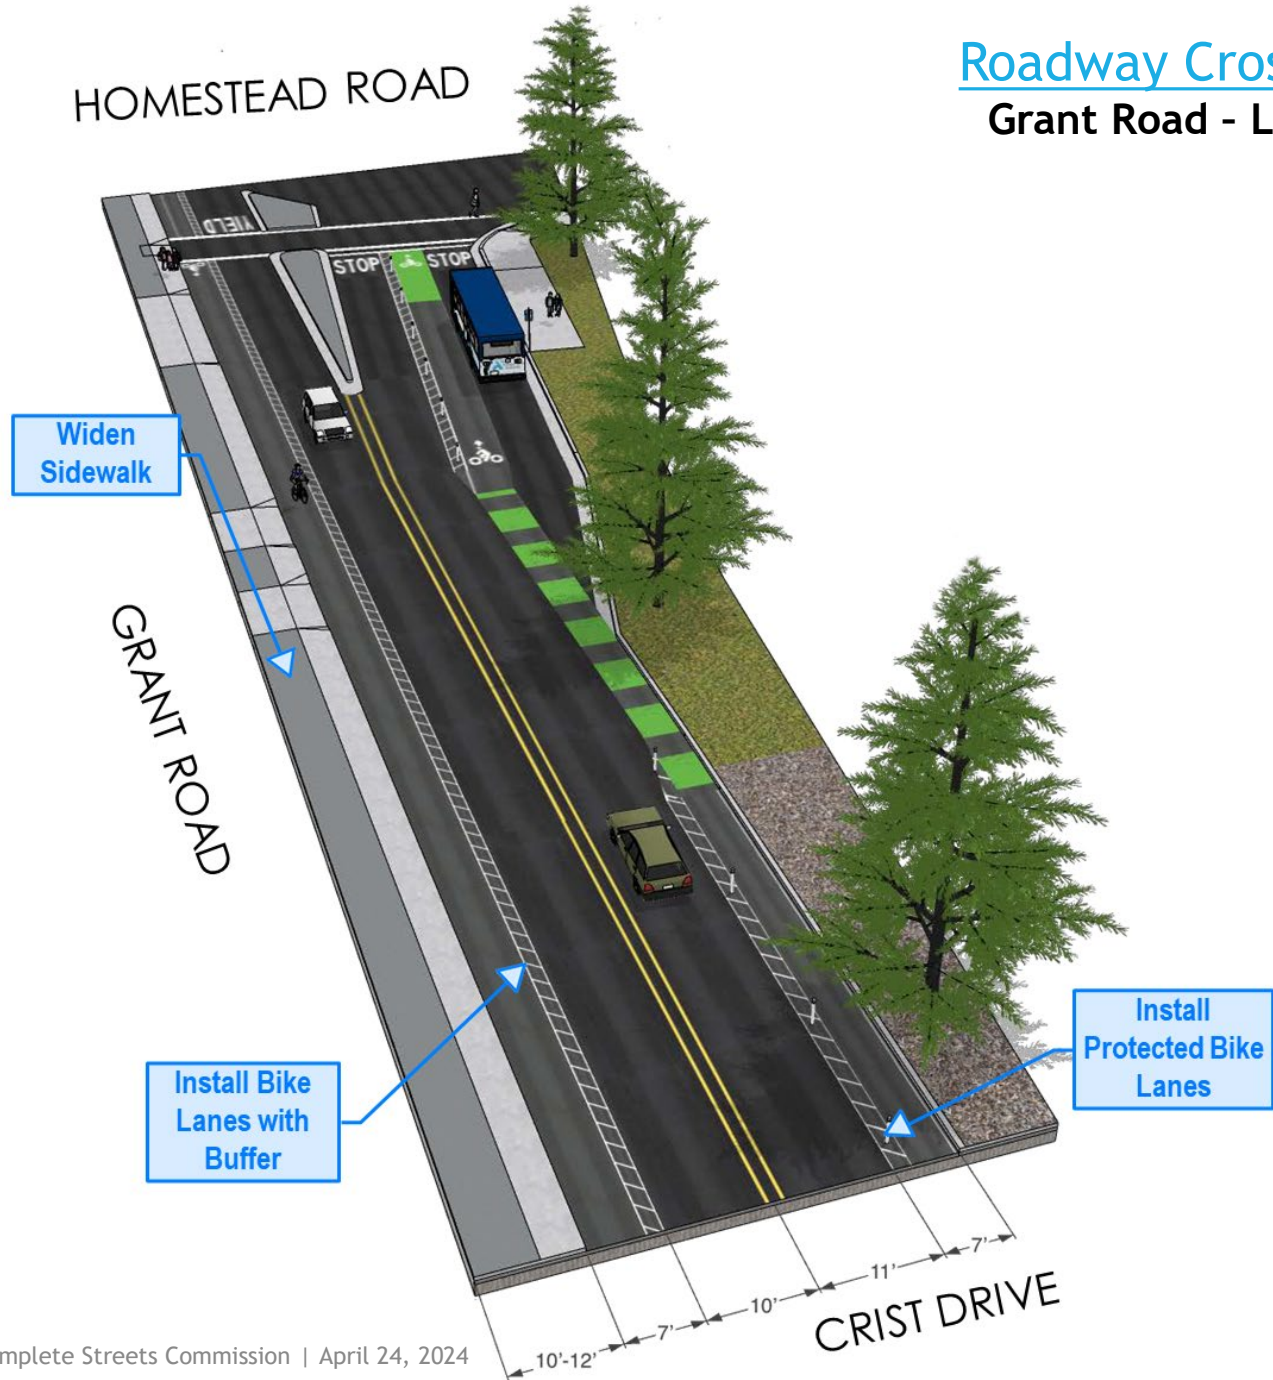 HOMESTEAD ROAD
Roadway Cros
Grant Road – L
YIELD
STOP
STOP
Widen
Sidewalk
GRANT ROAD
Install Bike
Lanes with
Buffer
Install
Protected Bike
Lanes
10'-12'
7'
10'
11'
7'
CRIST DRIVE
mplete Streets Commission | April 24, 2024